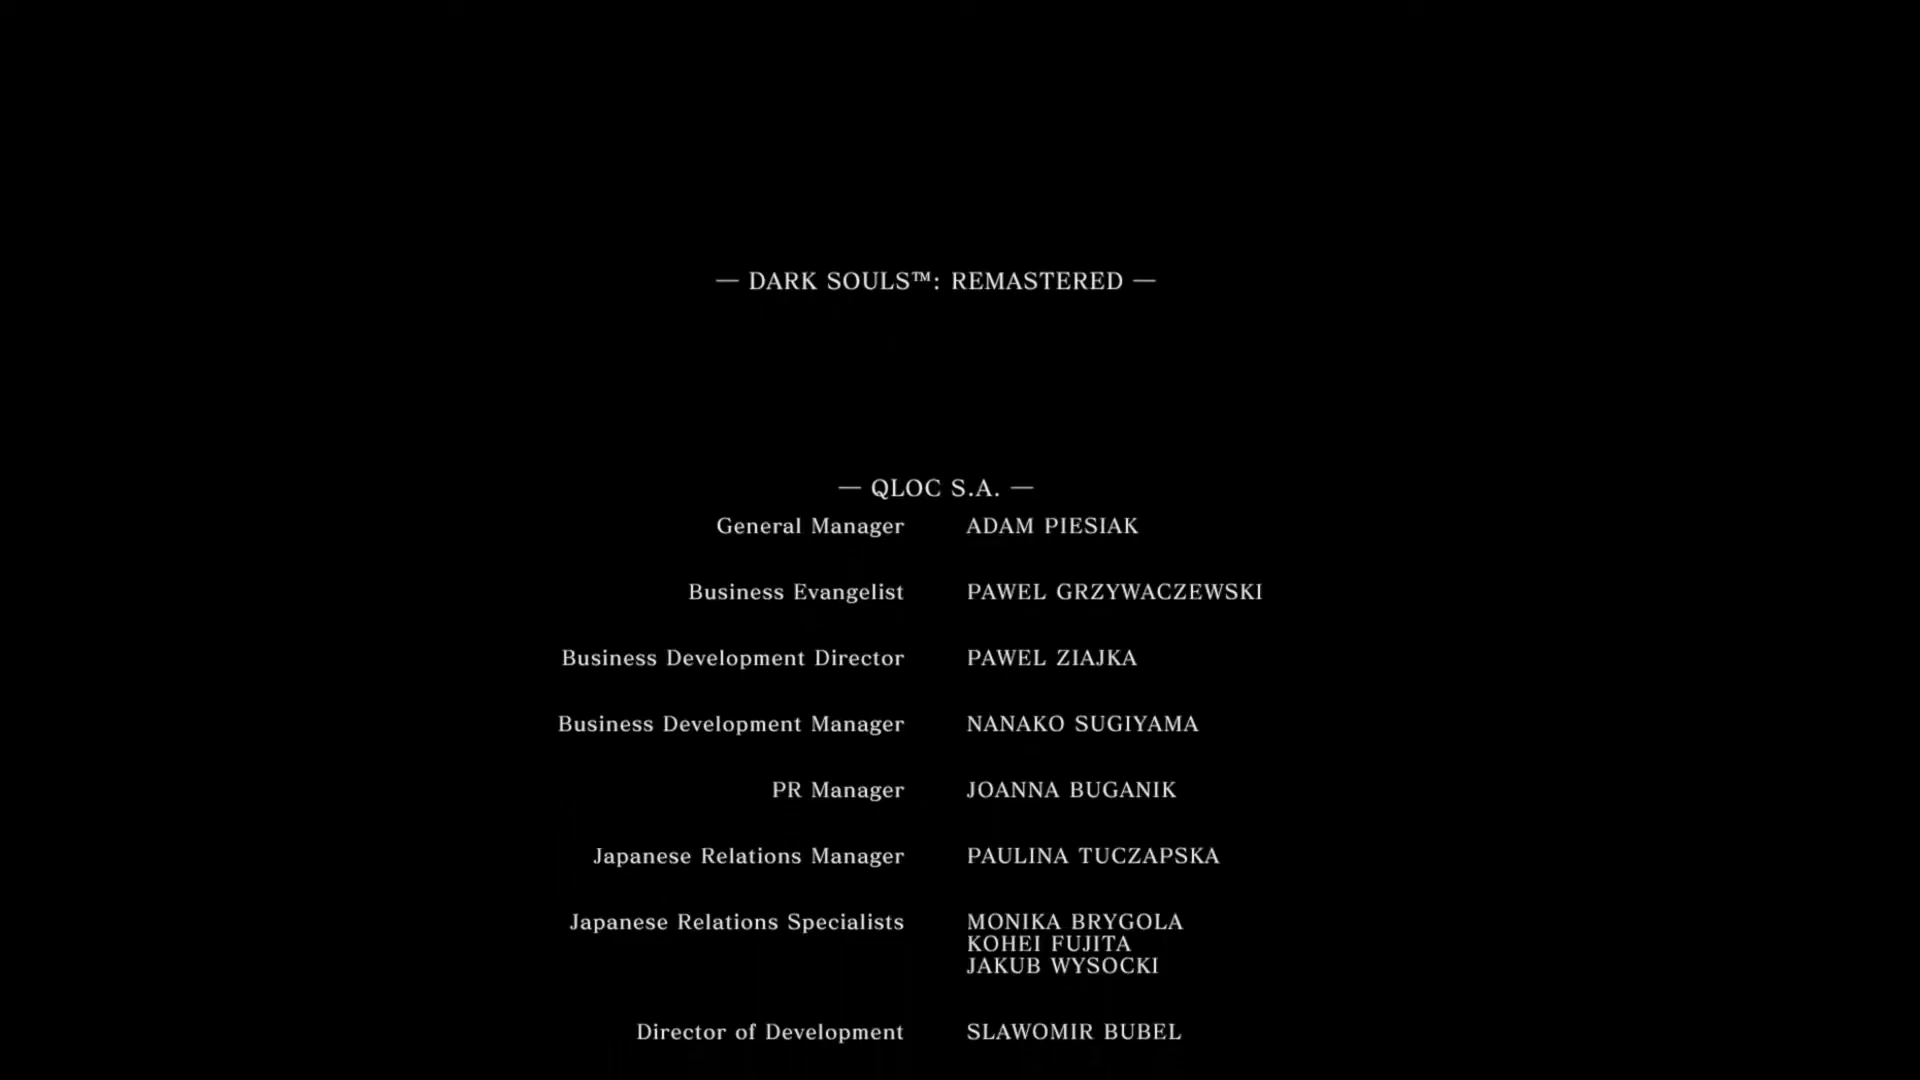 — DARK SOULS™: REMASTERED —
— QLOC S.A. —
General Manager ADAM PIESIAK
Business Evangelist PAWEL GRZYWACZEWSKI
Business Development Director PAWEL ZIAJKA
Business Development Manager NANAKO SUGIYAMA
PR Manager JOANNA BUGANIK
Japanese Relations Manager PAULINA TUCZAPSKA
Japanese Relations Specialists MONIKA BRYGOLA
KOHEI FUJITA
JAKUB WYSOCKI
Director of Development SLAWOMIR BUBEL